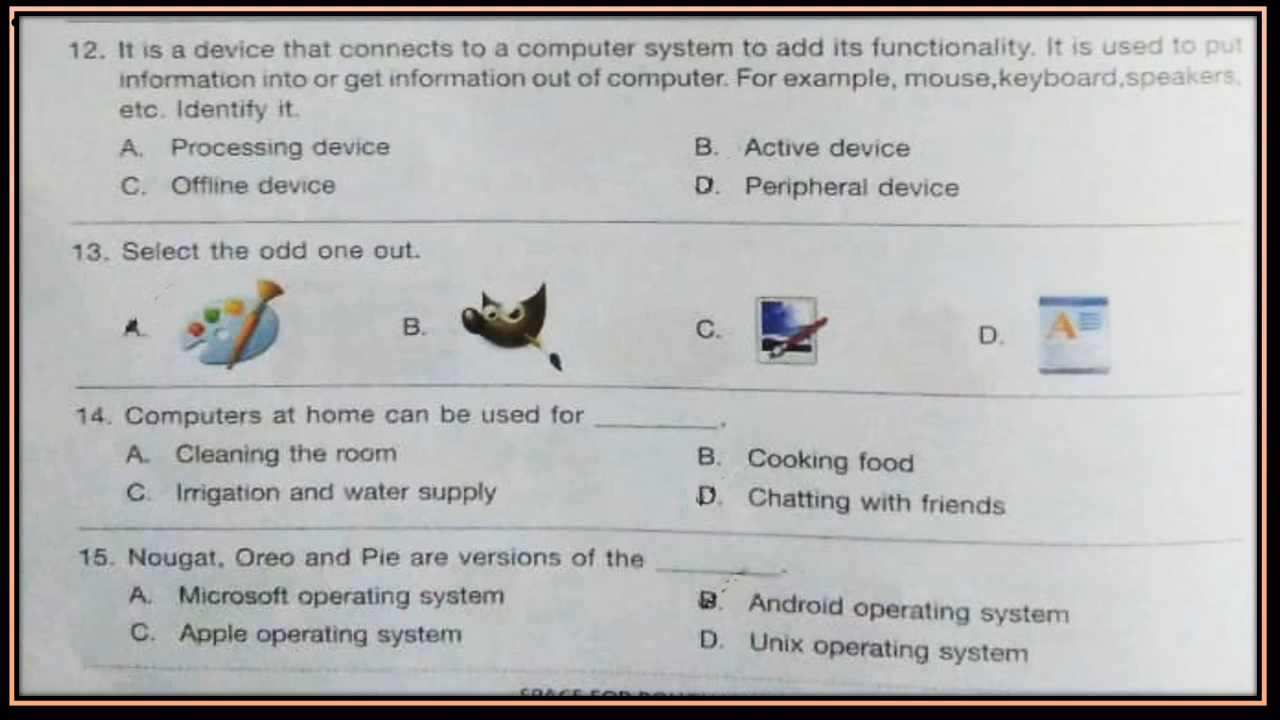 12. It is a device that connects to a computer system to add its functionality. It is used to put
information into or get information out of computer. For example, mouse,keyboard,speakers,
etc. Identify it.
A. Processing device
B. Active device
C. Offline device
D. Peripheral device
13. Select the odd one out.
A. B. C. D. A
14. Computers at home can be used for ________.
A. Cleaning the room
B. Cooking food
C. Irrigation and water supply
D. Chatting with friends
15. Nougat, Oreo and Pie are versions of the ________.
A. Microsoft operating system
B. Android operating system
C. Apple operating system
D. Unix operating system
SPACE FOR